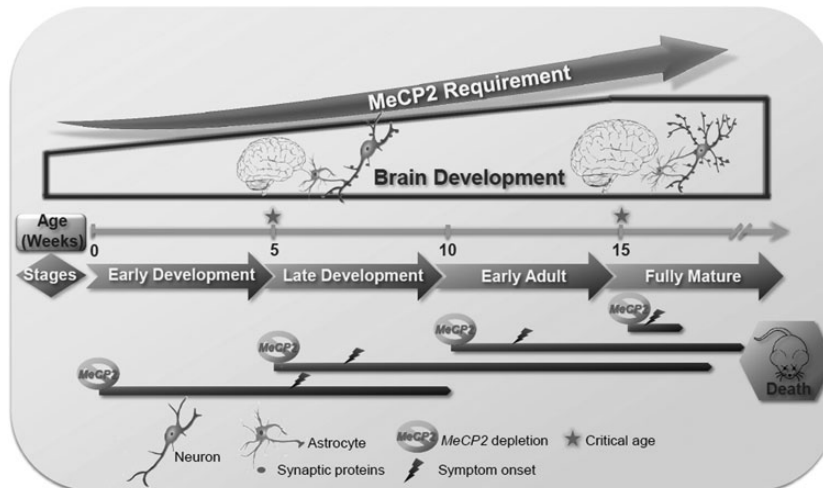 MeCP2 Requirement
Brain Development
Age
(Weeks)
0 5 10 15
Stages Early Development Late Development Early Adult Fully Mature
MeCP2
MeCP2
MeCP2
MeCP2
Death
Neuron
Astrocyte
MeCP2
MeCP2 depletion
Critical age
Synaptic proteins
Symptom onset